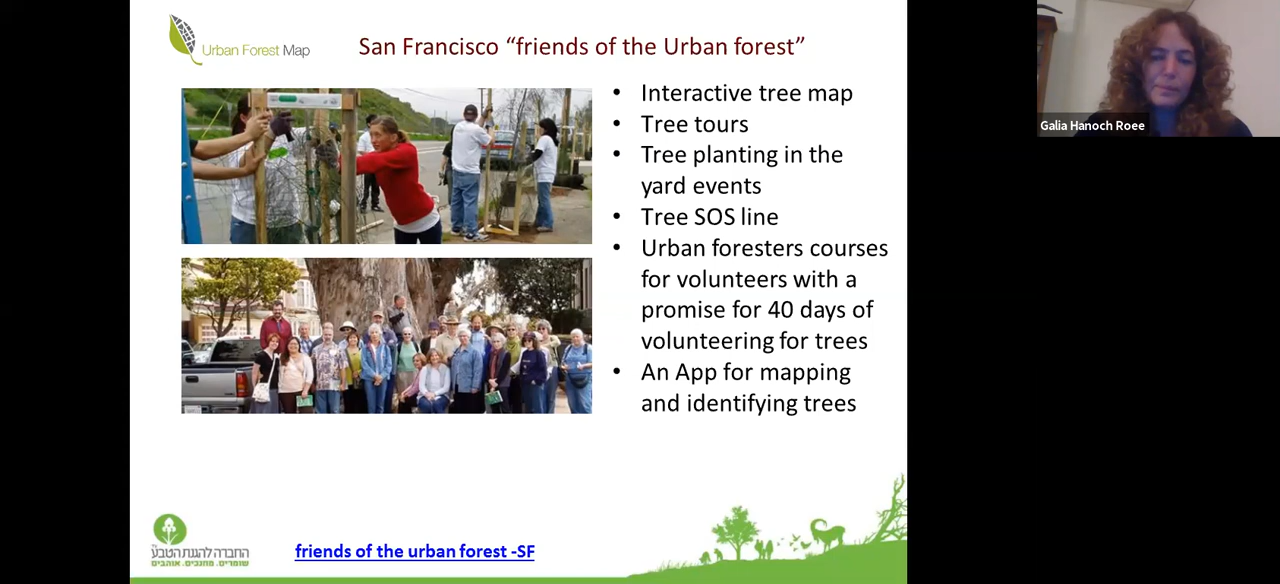 Urban Forest Map
San Francisco “friends of the Urban forest”
• Interactive tree map
• Tree tours
• Tree planting in the
yard events
• Tree SOS line
• Urban foresters courses
for volunteers with a
promise for 40 days of
volunteering for trees
• An App for mapping
and identifying trees
Galia Hanoch Roee
החברה להגנת הטבע
שומרים. מחנכים. אוהבים.
friends of the urban forest -SF